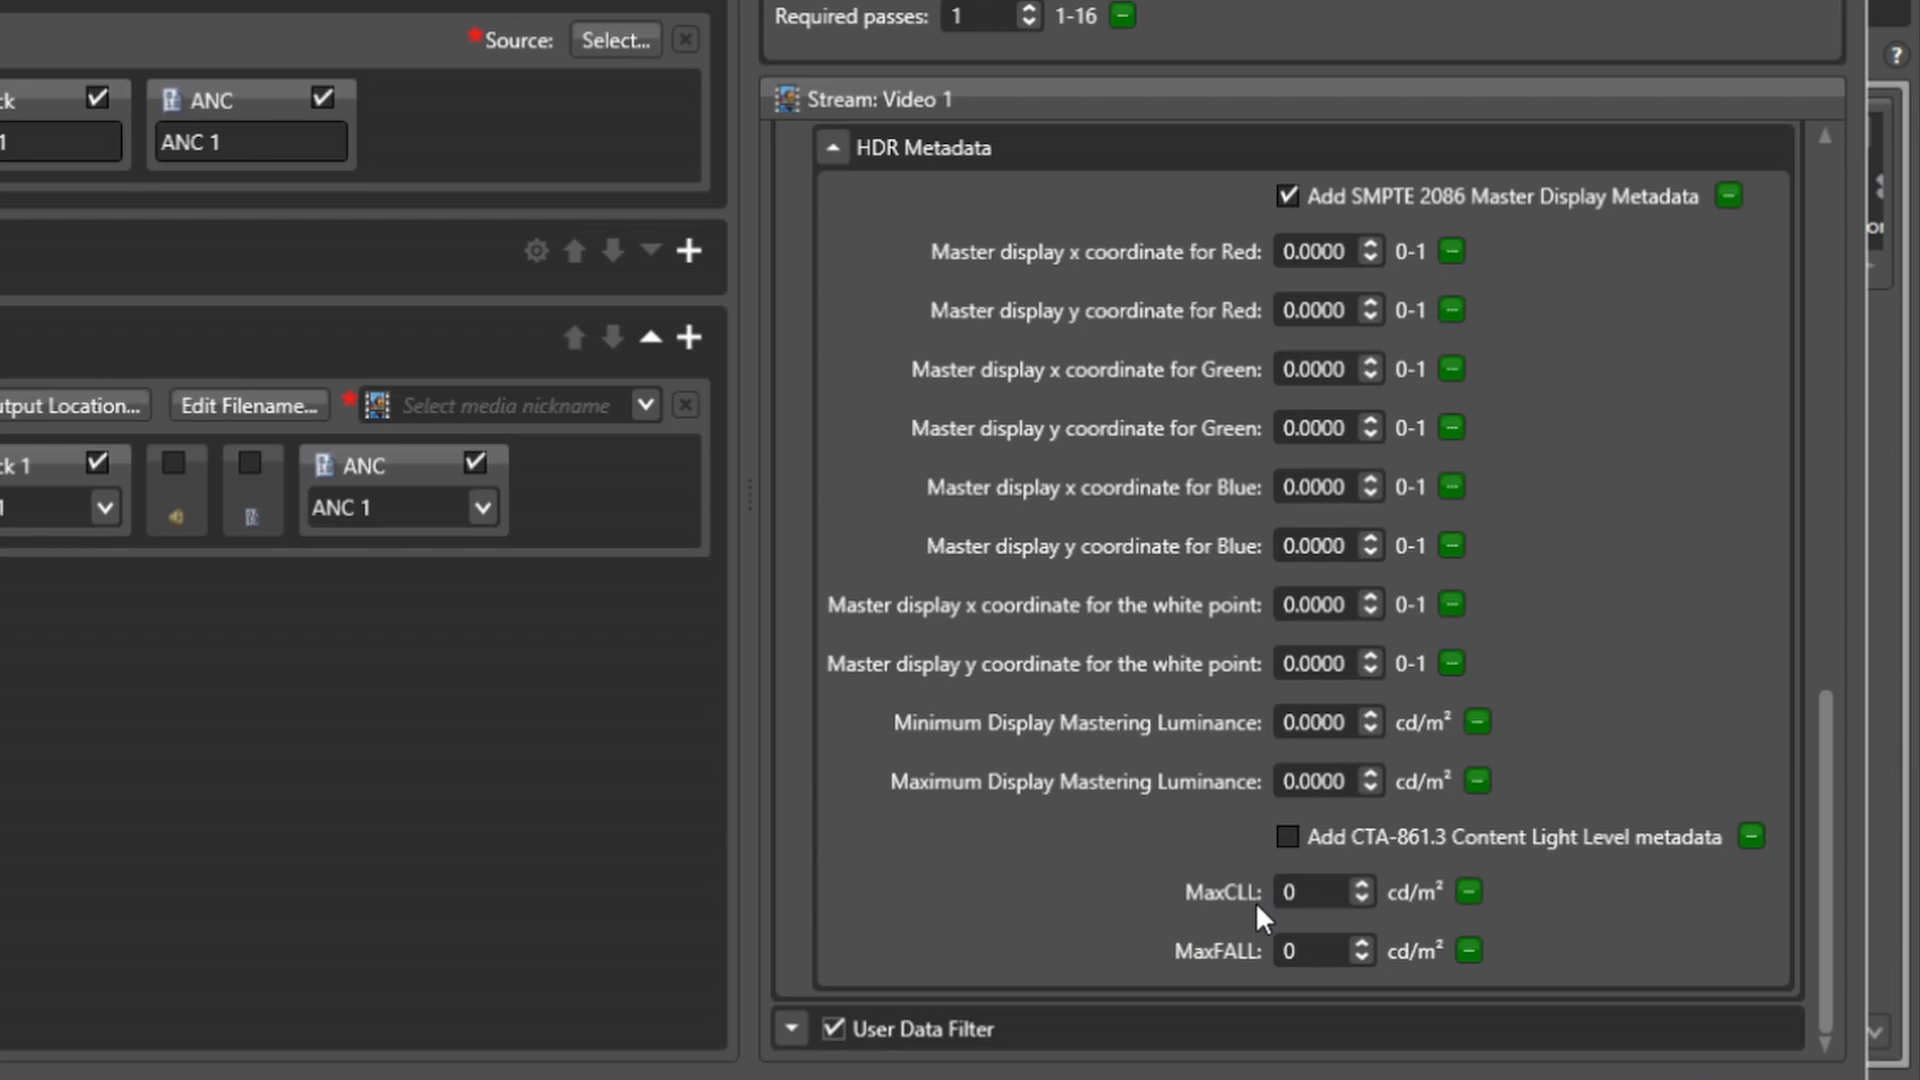 Required passes: 1 1-16
*Source: Select...
ck
ANC
1
ANC 1
Stream: Video 1
HDR Metadata
Add SMPTE 2086 Master Display Metadata
Master display x coordinate for Red: 0.0000 0-1
Master display y coordinate for Red: 0.0000 0-1
Master display x coordinate for Green: 0.0000 0-1
Master display y coordinate for Green: 0.0000 0-1
Master display x coordinate for Blue: 0.0000 0-1
Master display y coordinate for Blue: 0.0000 0-1
Master display x coordinate for the white point: 0.0000 0-1
Master display y coordinate for the white point: 0.0000 0-1
Minimum Display Mastering Luminance: 0.0000 cd/m²
Maximum Display Mastering Luminance: 0.0000 cd/m²
Add CTA-861.3 Content Light Level metadata
MaxCLL: 0 cd/m²
MaxFALL: 0 cd/m²
User Data Filter
utput Location... Edit Filename... * Select media nickname
ck 1
ANC
ANC 1
?
or